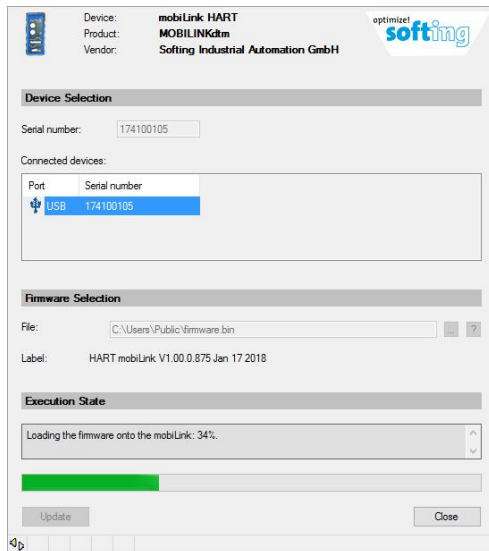 Device: mobiLink HART
Product: MOBILINKdtm
Vendor: Softing Industrial Automation GmbH
optimize!
softing
Device Selection
Serial number: 174100105
Connected devices:
Port Serial number
USB 174100105
Firmware Selection
File: C:\Users\Public\firmware.bin ... ?
Label: HART mobiLink V1.00.0.875 Jan 17 2018
Execution State
Loading the firmware onto the mobiLink: 34%.
Update Close